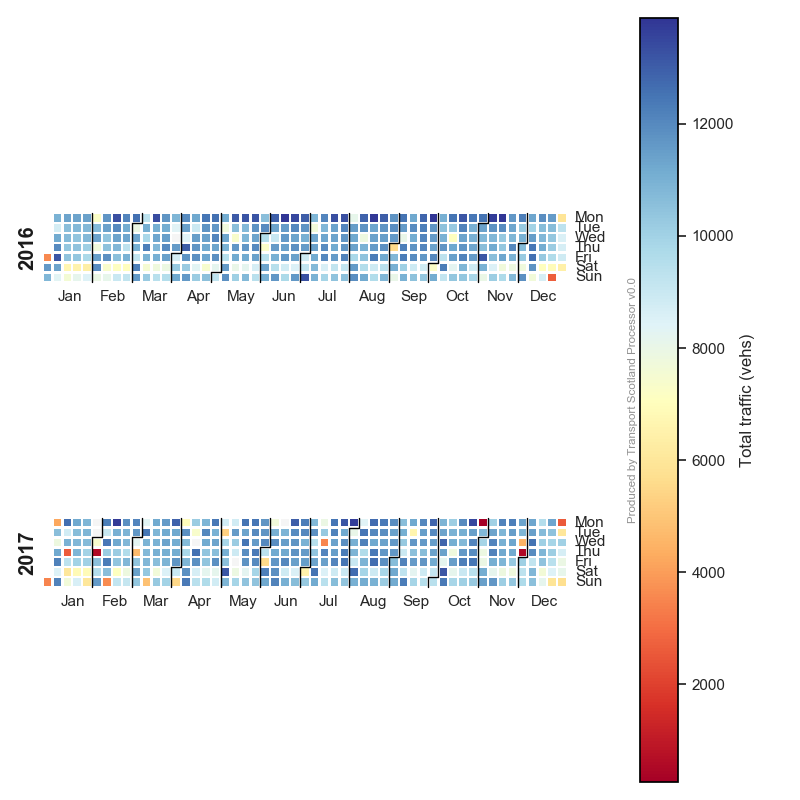 2016
Mon
Tue
Wed
Thu
Fri
Sat
Sun
Jan Feb Mar Apr May Jun Jul Aug Sep Oct Nov Dec
2017
Mon
Tue
Wed
Thu
Fri
Sat
Sun
Jan Feb Mar Apr May Jun Jul Aug Sep Oct Nov Dec
Produced by Transport Scotland Processor v0.0
12000
10000
8000
6000
4000
2000
Total traffic (vehs)